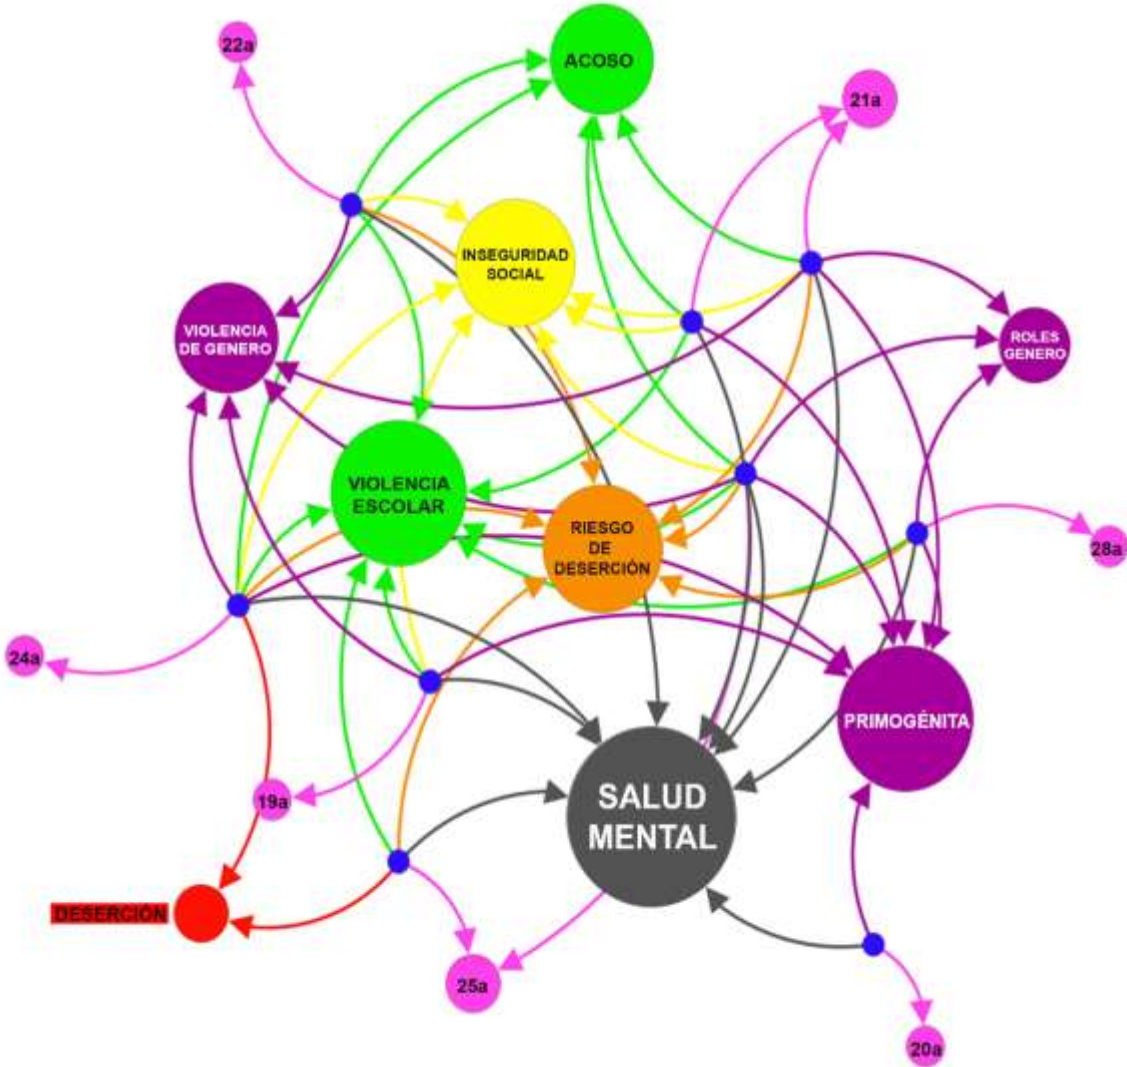 22a
ACOSO
21a
INSEGURIDAD
SOCIAL
VIOLENCIA
DE GENERO
ROLES
GENERO
VIOLENCIA
ESCOLAR
RIESGO
DE
DESERCIÓN
28a
24a
PRIMOGÉNITA
19a
SALUD
MENTAL
DESERCIÓN
25a
20a